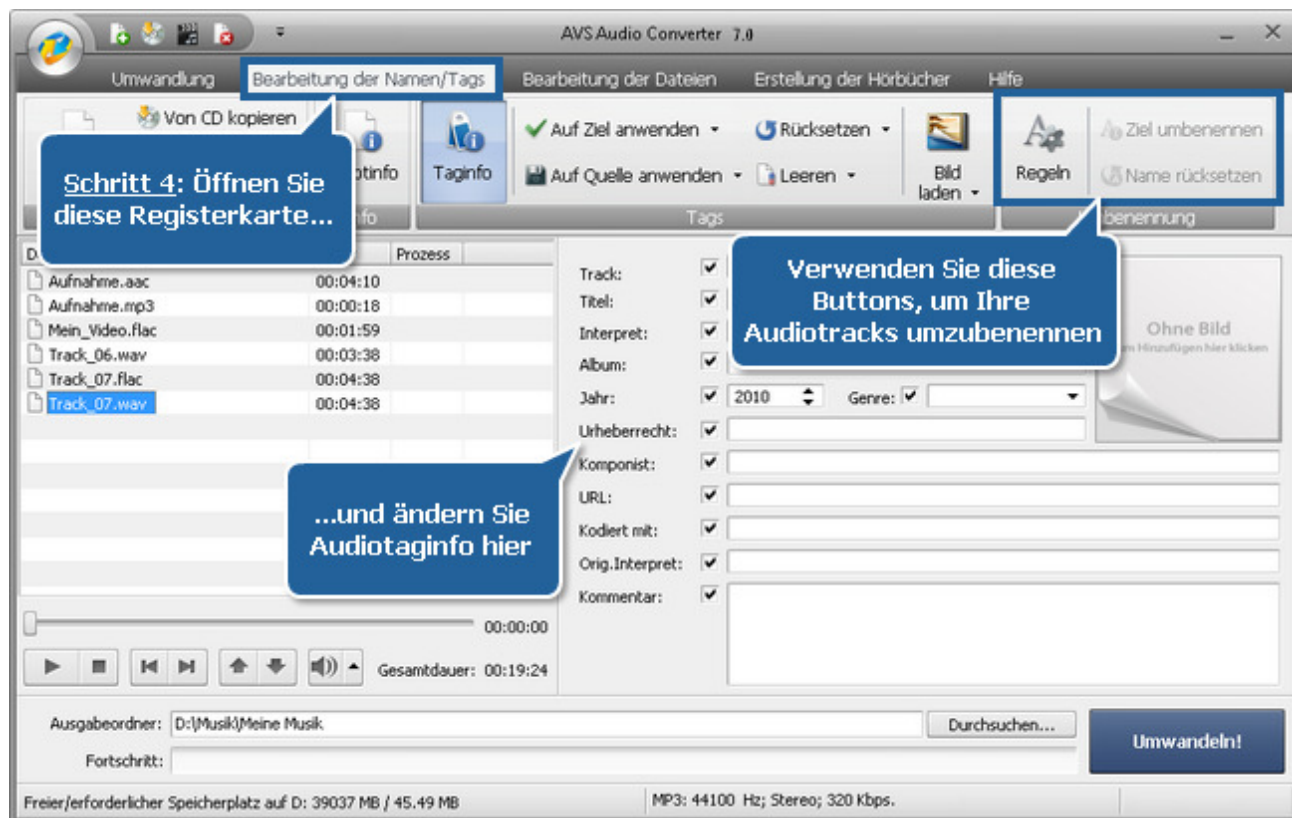 AVS Audio Converter 7.0
Umwandlung
Bearbeitung der Namen/Tags
Bearbeitung der Dateien
Erstellung der Hörbücher
Hilfe
Von CD kopieren
Taginfo
Auf Ziel anwenden
Auf Quelle anwenden
Rücksetzen
Leeren
Bild
laden
Regeln
Ziel umbenennen
Name rücksetzen
Tags
Schritt 4: Öffnen Sie
diese Registerkarte...
Verwenden Sie diese
Buttons, um Ihre
Audiotracks umzubenennen
Prozess
Aufnahme.aac 00:04:10
Aufnahme.mp3 00:00:18
Mein_Video.flac 00:01:59
Track_06.wav 00:03:38
Track_07.flac 00:04:38
Track_07.wav 00:04:38
Track:
Titel:
Interpret:
Album:
Jahr: 2010 Genre:
Urheberrecht:
Komponist:
URL:
Kodiert mit:
Orig.Interpret:
Kommentar:
Ohne Bild
Hinzufügen hier klicken
...und ändern Sie
Audiotaginfo hier
00:00:00
Gesamtdauer: 00:19:24
Ausgabeordner: D:\Musik\Meine Musik
Durchsuchen...
Fortschritt:
Umwandeln!
Freier/erforderlicher Speicherplatz auf D: 39037 MB / 45.49 MB
MP3: 44100 Hz; Stereo; 320 Kbps.